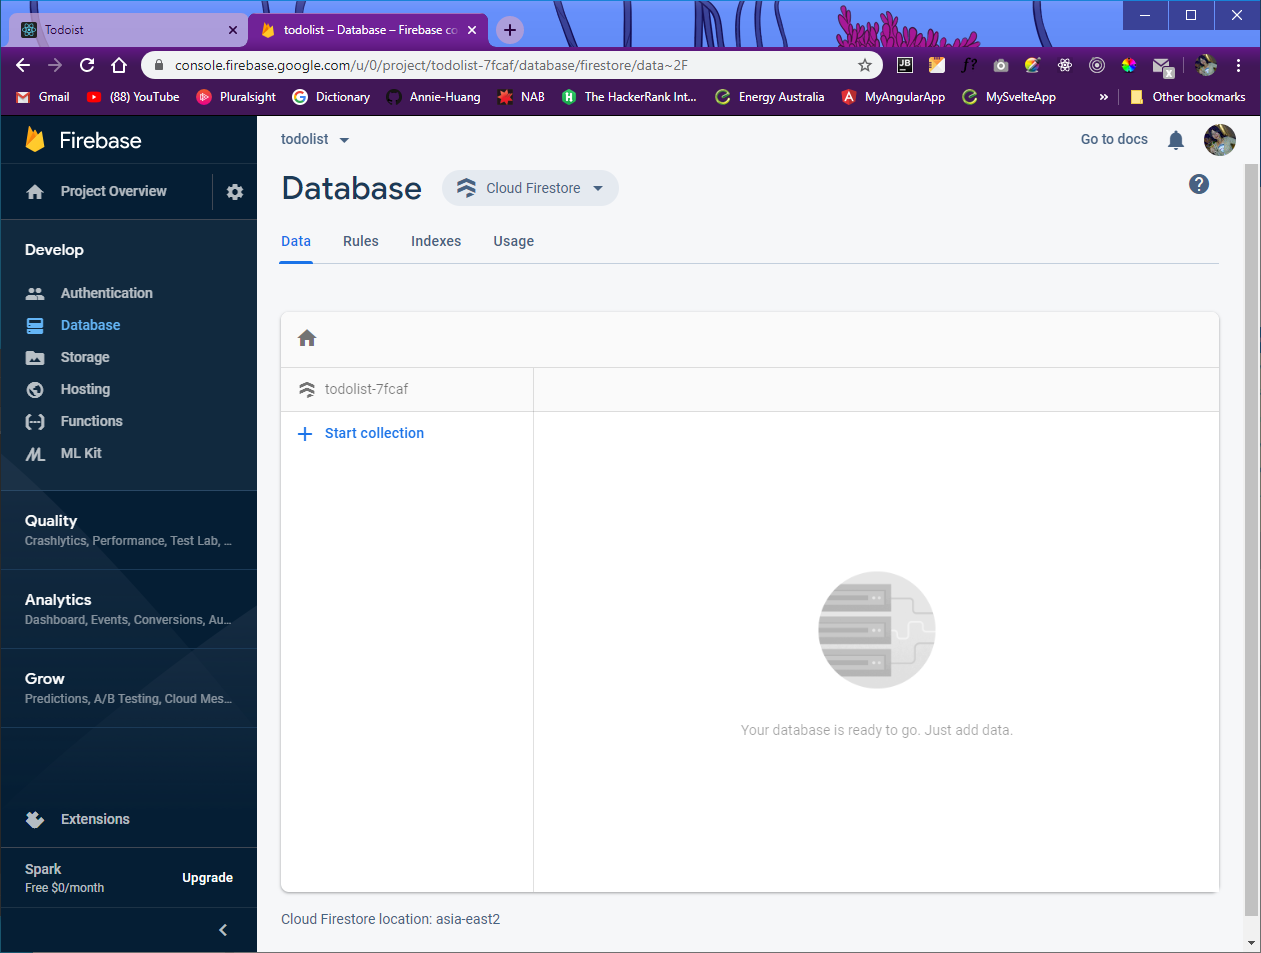 Todoist
todolist – Database – Firebase co
console.firebase.google.com/u/0/project/todolist-7fcaf/database/firestore/data~2F
Gmail (88) YouTube Pluralsight Dictionary Annie-Huang NAB The HackerRank Int... Energy Australia MyAngularApp MySvelteApp » Other bookmarks
Firebase
todolist
Go to docs
Project Overview
Database
Cloud Firestore
Data Rules Indexes Usage
Develop
Authentication
Database
Storage
Hosting
Functions
ML Kit
todolist-7fcaf
Start collection
Quality
Crashlytics, Performance, Test Lab, ...
Analytics
Dashboard, Events, Conversions, Au...
Grow
Predictions, A/B Testing, Cloud Mes...
Your database is ready to go. Just add data.
Extensions
Spark
Free $0/month
Upgrade
Cloud Firestore location: asia-east2